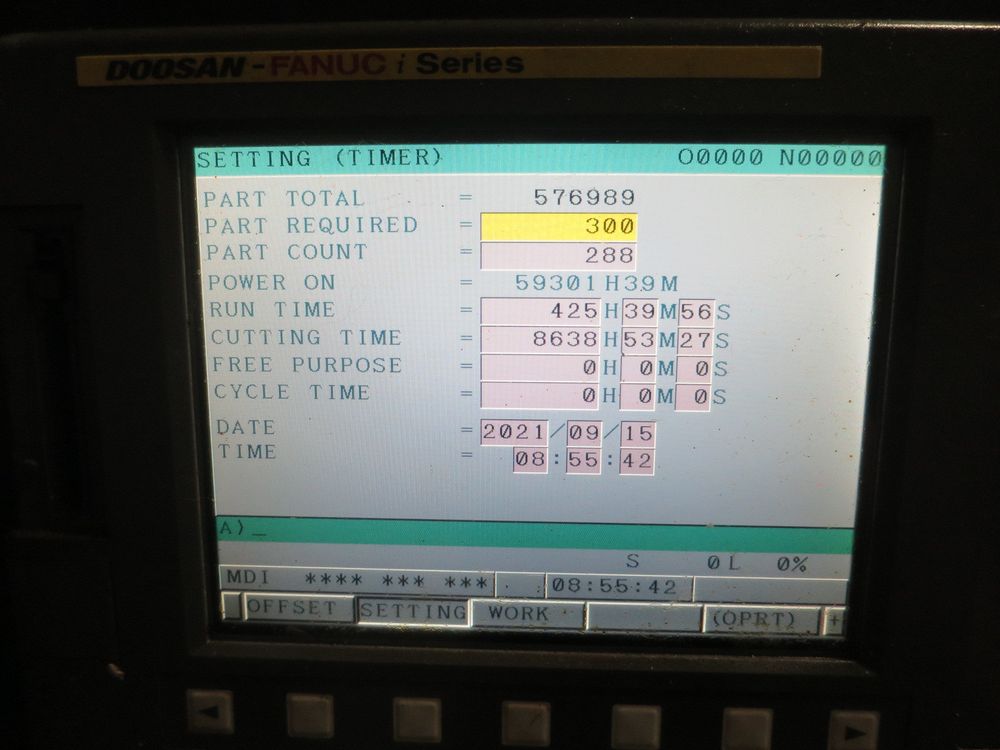 DOOSAN-FANUC i Series
SETTING (TIMER) O0000 N00000
PART TOTAL = 576989
PART REQUIRED = 300
PART COUNT = 288
POWER ON = 59301H39M
RUN TIME = 425H39M56S
CUTTING TIME = 8638H53M27S
FREE PURPOSE = 0H 0M 0S
CYCLE TIME = 0H 0M 0S
DATE = 2021/09/15
TIME = 08:55:42
A)_
S 0L 0%
MDI **** *** *** 08:55:42
OFFSET SETTING WORK (OPRT) +